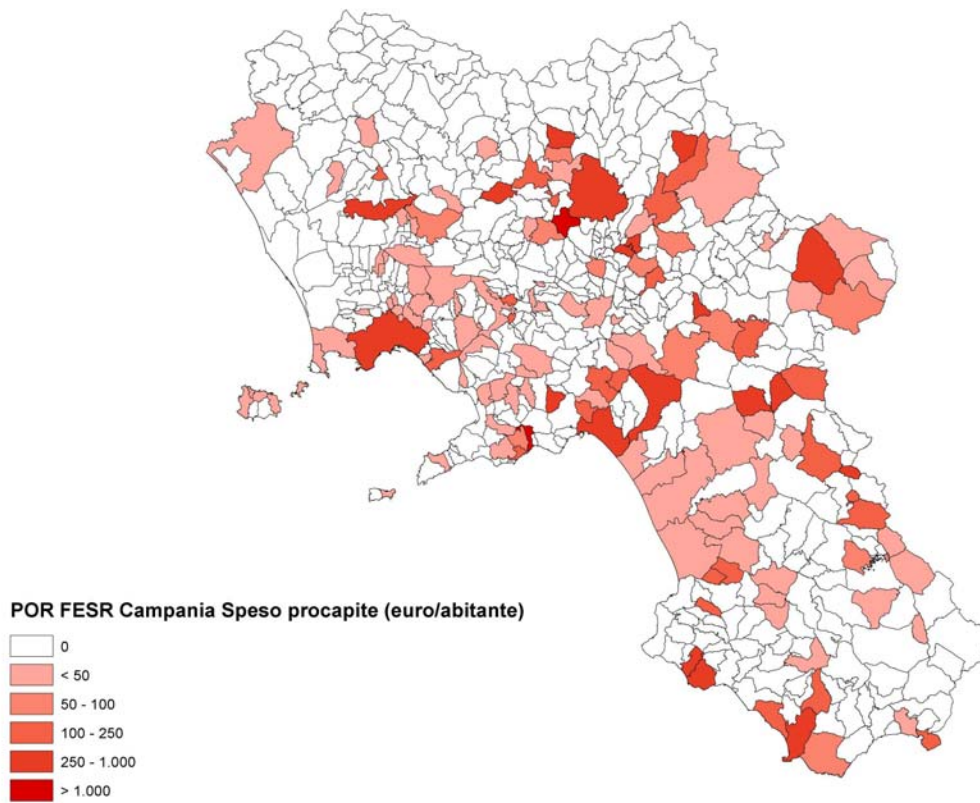 POR FESR Campania Speso procapite (euro/abitante)
0
< 50
50 - 100
100 - 250
250 - 1.000
> 1.000